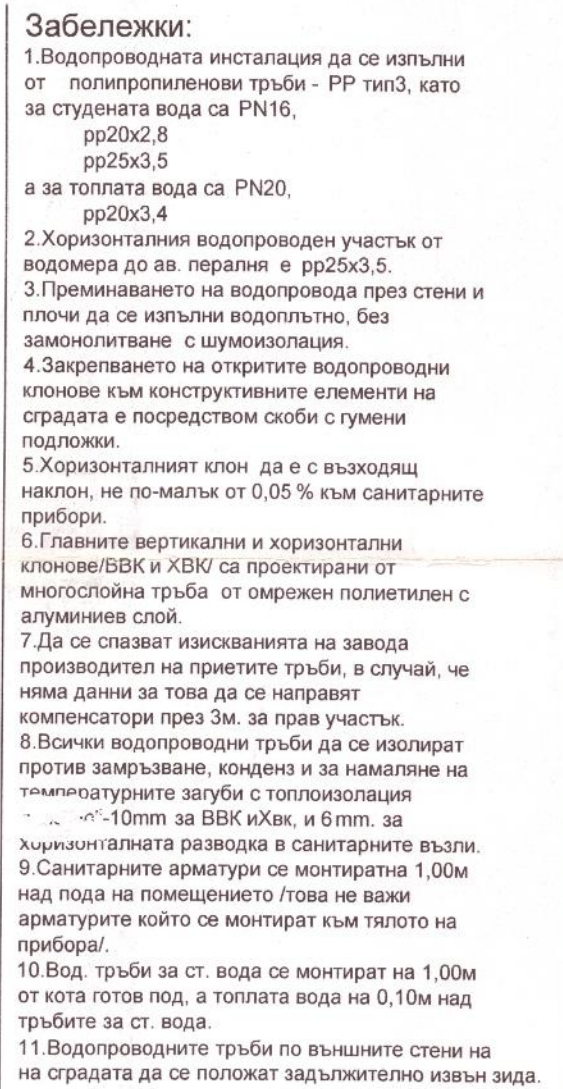 Забележки:
1.Водопроводната инсталация да се изпълни
от полипропиленови тръби - PP тип3, като
за студената вода са PN16,
pp20x2,8
pp25x3,5
а за топлата вода са PN20,
pp20x3,4
2.Хоризонталния водопроводен участък от
водомера до ав. пералня е pp25x3,5.
3.Преминаването на водопровода през стени и
плочи да се изпълни водоплътно, без
замонолитване с шумоизолация.
4.Закрепването на откритите водопроводни
клонове към конструктивните елементи на
сградата е посредством скоби с гумени
подложки.
5.Хоризонталният клон да е с възходящ
наклон, не по-малък от 0,05 % към санитарните
прибори.
6.Главните вертикални и хоризонтални
клонове/ВВК и ХВК/ са проектирани от
многослойна тръба от омрежен полиетилен с
алуминиев слой.
7.Да се спазват изискванията на завода
производител на приетите тръби, в случай, че
няма данни за това да се направят
компенсатори през 3м. за прав участък.
8.Всички водопроводни тръби да се изолират
против замръзване, конденз и за намаляне на
температурните загуби с топлоизолация
-10mm за ВВК иХвк, и 6mm. за
хоризонталната разводка в санитарните възли.
9.Санитарните арматури се монтиратна 1,00м
над пода на помещението /това не важи
арматурите който се монтират към тялото на
прибора/.
10.Вод. тръби за ст. вода се монтират на 1,00м
от кота готов под, а топлата вода на 0,10м над
тръбите за ст. вода.
11.Водопроводните тръби по външните стени на
на сградата да се положат задължително извън зида.